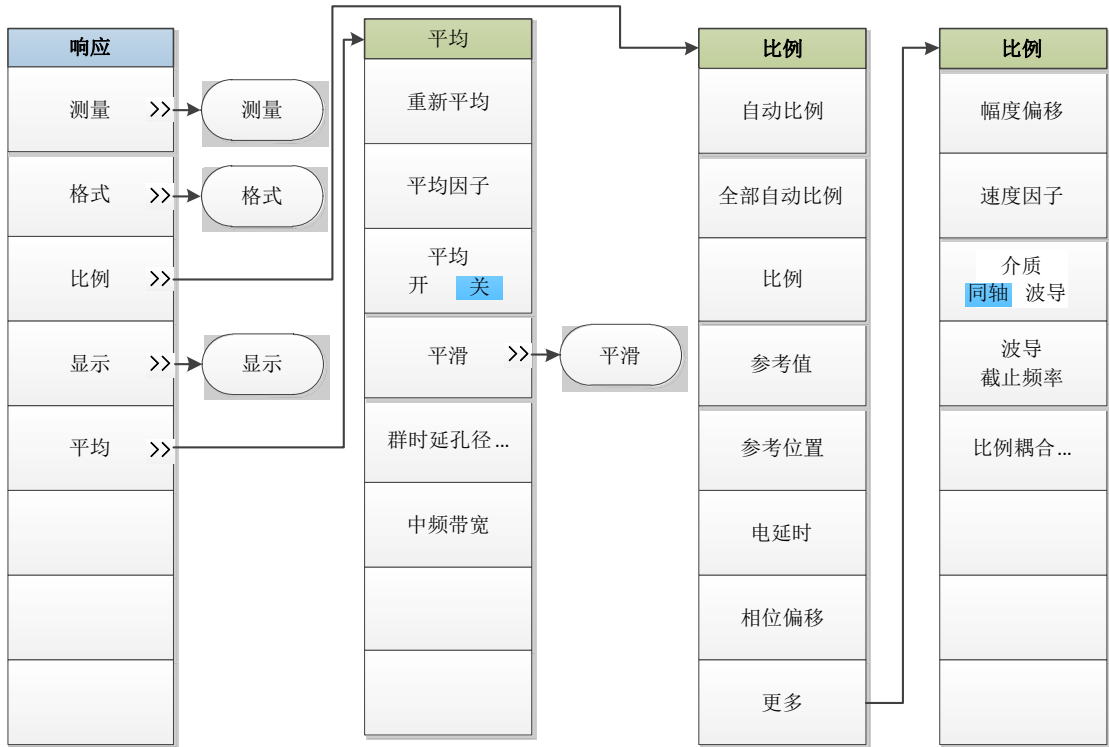 响应
测量 >>
格式 >>
比例 >>
显示 >>
平均 >>
测量
格式
显示
平均
重新平均
平均因子
平均
开 关
平滑 >>
群时延孔径...
中频带宽
平滑
比例
自动比例
全部自动比例
比例
参考值
参考位置
电延时
相位偏移
更多
比例
幅度偏移
速度因子
介质
同轴 波导
波导
截止频率
比例耦合...